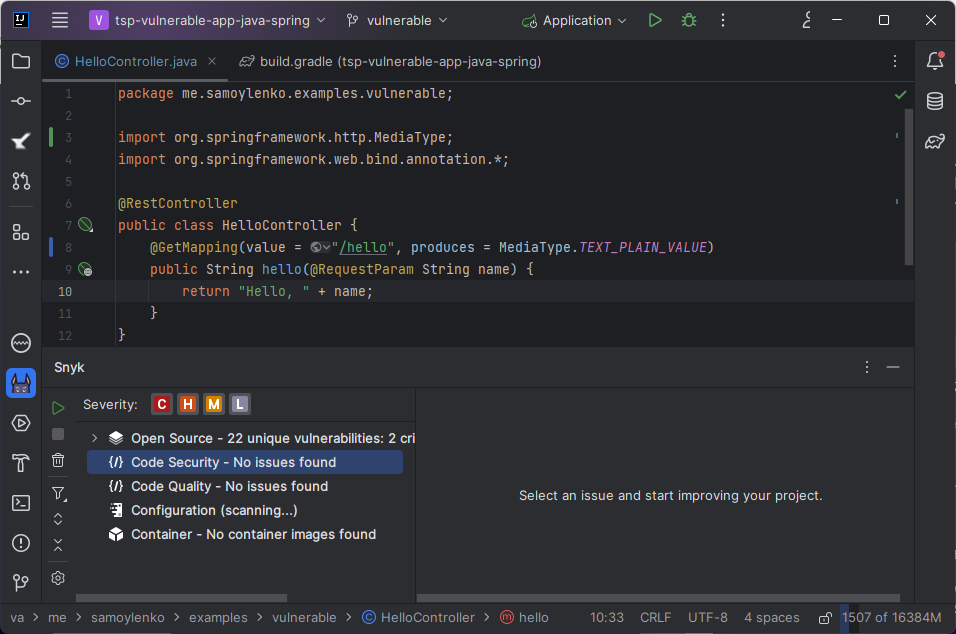 V tsp-vulnerable-app-java-spring vulnerable Application
HelloController.java build.gradle (tsp-vulnerable-app-java-spring)
1 package me.samoylenko.examples.vulnerable;
2
3 import org.springframework.http.MediaType;
4 import org.springframework.web.bind.annotation.*;
5
6 @RestController
7 public class HelloController {
8 @GetMapping(value = "/hello", produces = MediaType.TEXT_PLAIN_VALUE)
9 public String hello(@RequestParam String name) {
10 return "Hello, " + name;
11 }
12 }
Snyk
Severity: C H M L
Open Source - 22 unique vulnerabilities: 2 cri
Code Security - No issues found
Code Quality - No issues found
Configuration (scanning...)
Container - No container images found
Select an issue and start improving your project.
va > me > samoylenko > examples > vulnerable > HelloController > hello 10:33 CRLF UTF-8 4 spaces 1507 of 16384M